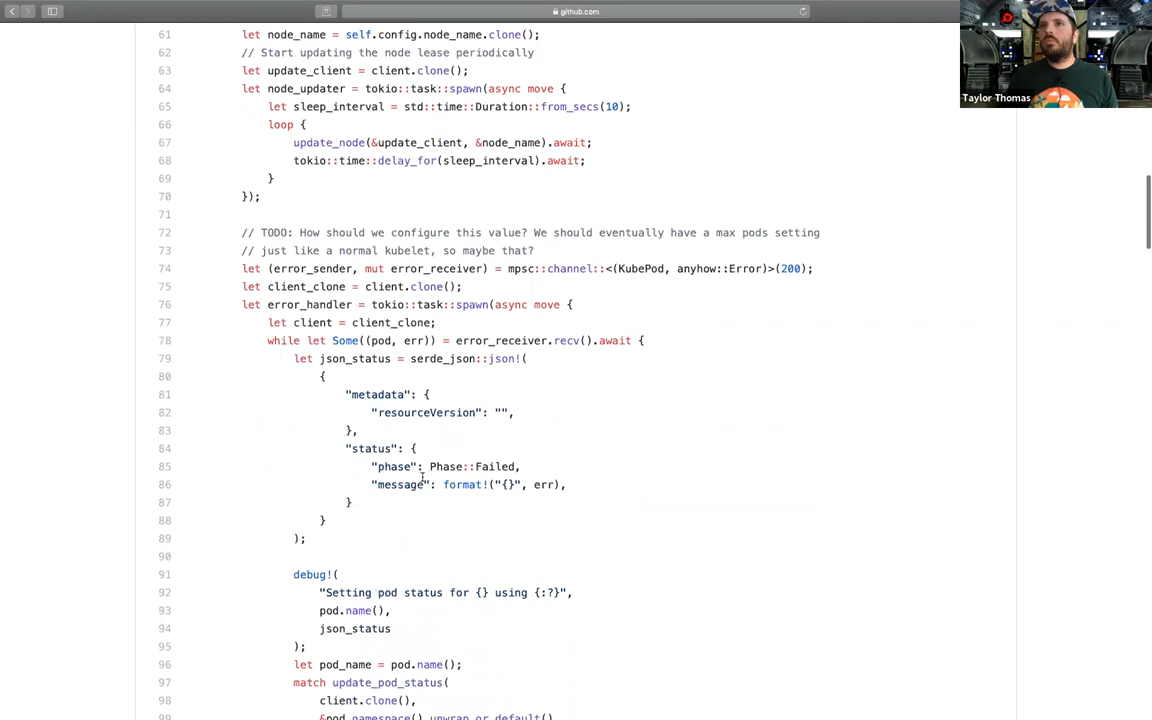 github.com
Taylor Thomas
61 let node_name = self.config.node_name.clone();
62 // Start updating the node lease periodically
63 let update_client = client.clone();
64 let node_updater = tokio::task::spawn(async move {
65 let sleep_interval = std::time::Duration::from_secs(10);
66 loop {
67 update_node(&update_client, &node_name).await;
68 tokio::time::delay_for(sleep_interval).await;
69 }
70 });
71
72 // TODO: How should we configure this value? We should eventually have a max pods setting
73 // just like a normal kubelet, so maybe that?
74 let (error_sender, mut error_receiver) = mpsc::channel::<(KubePod, anyhow::Error)>(200);
75 let client_clone = client.clone();
76 let error_handler = tokio::task::spawn(async move {
77 let client = client_clone;
78 while let Some((pod, err)) = error_receiver.recv().await {
79 let json_status = serde_json::json!(
80 {
81 "metadata": {
82 "resourceVersion": "",
83 },
84 "status": {
85 "phase": Phase::Failed,
86 "message": format!("{}", err),
87 }
88 }
89 );
90
91 debug!(
92 "Setting pod status for {} using {:?}",
93 pod.name(),
94 json_status
95 );
96 let pod_name = pod.name();
97 match update_pod_status(
98 client.clone(),
99 &pod.namespace().unwrap_or_default(),